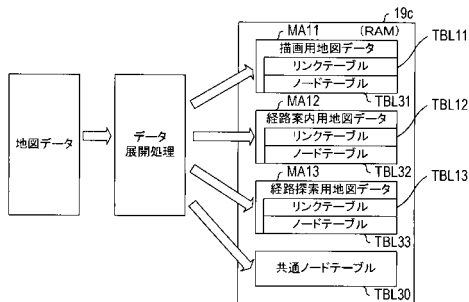 19c
(RAM)
MA11
描画用地図データ
リンクテーブル
ノードテーブル
TBL11
TBL31
MA12
経路案内用地図データ
リンクテーブル
ノードテーブル
TBL12
TBL32
MA13
経路探索用地図データ
リンクテーブル
ノードテーブル
TBL13
TBL33
共通ノードテーブル
TBL30
地図データ
データ
展開処理